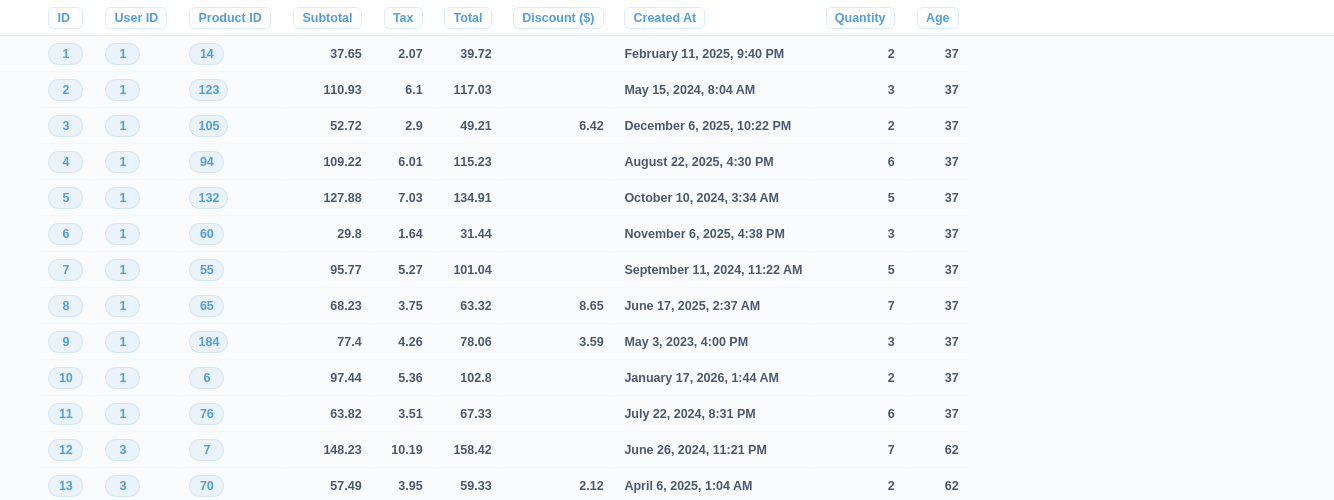 ID User ID Product ID Subtotal Tax Total Discount ($) Created At Quantity Age
1 1 14 37.65 2.07 39.72 February 11, 2025, 9:40 PM 2 37
2 1 123 110.93 6.1 117.03 May 15, 2024, 8:04 AM 3 37
3 1 105 52.72 2.9 49.21 6.42 December 6, 2025, 10:22 PM 2 37
4 1 94 109.22 6.01 115.23 August 22, 2025, 4:30 PM 6 37
5 1 132 127.88 7.03 134.91 October 10, 2024, 3:34 AM 5 37
6 1 60 29.8 1.64 31.44 November 6, 2025, 4:38 PM 3 37
7 1 55 95.77 5.27 101.04 September 11, 2024, 11:22 AM 5 37
8 1 65 68.23 3.75 63.32 8.65 June 17, 2025, 2:37 AM 7 37
9 1 184 77.4 4.26 78.06 3.59 May 3, 2023, 4:00 PM 3 37
10 1 6 97.44 5.36 102.8 January 17, 2026, 1:44 AM 2 37
11 1 76 63.82 3.51 67.33 July 22, 2024, 8:31 PM 6 37
12 3 7 148.23 10.19 158.42 June 26, 2024, 11:21 PM 7 62
13 3 70 57.49 3.95 59.33 2.12 April 6, 2025, 1:04 AM 2 62